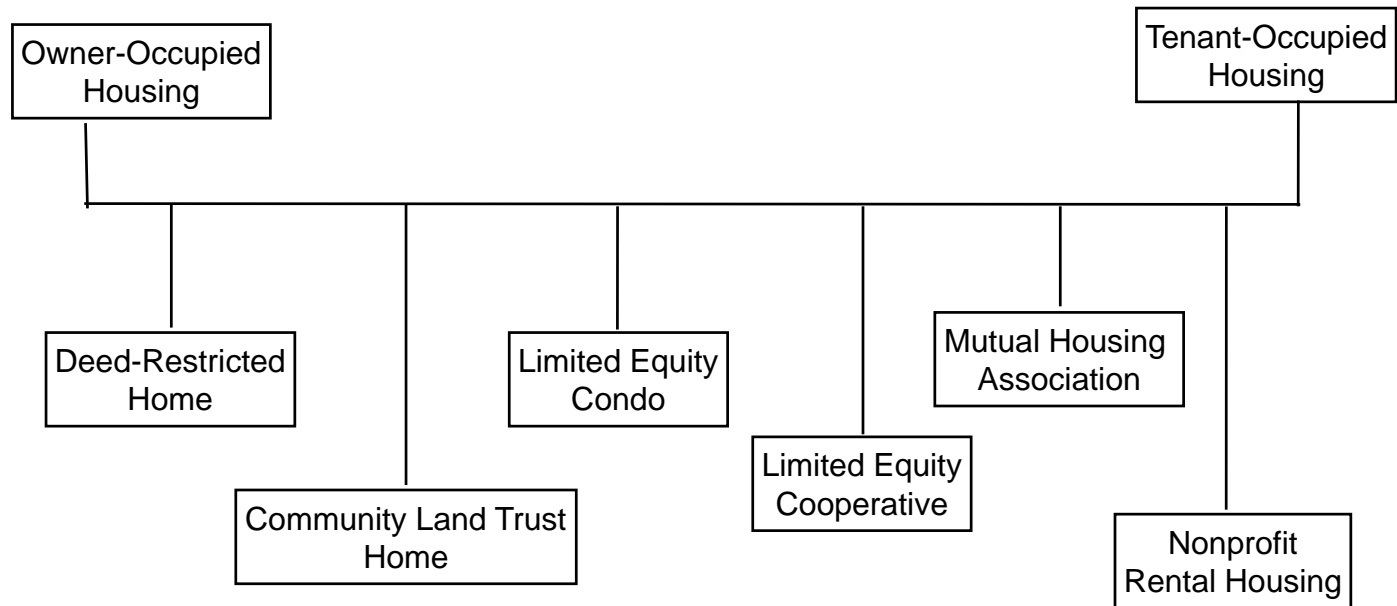 Owner-Occupied
Housing
Tenant-Occupied
Housing
Deed-Restricted
Home
Community Land Trust
Home
Limited Equity
Condo
Limited Equity
Cooperative
Mutual Housing
Association
Nonprofit
Rental Housing